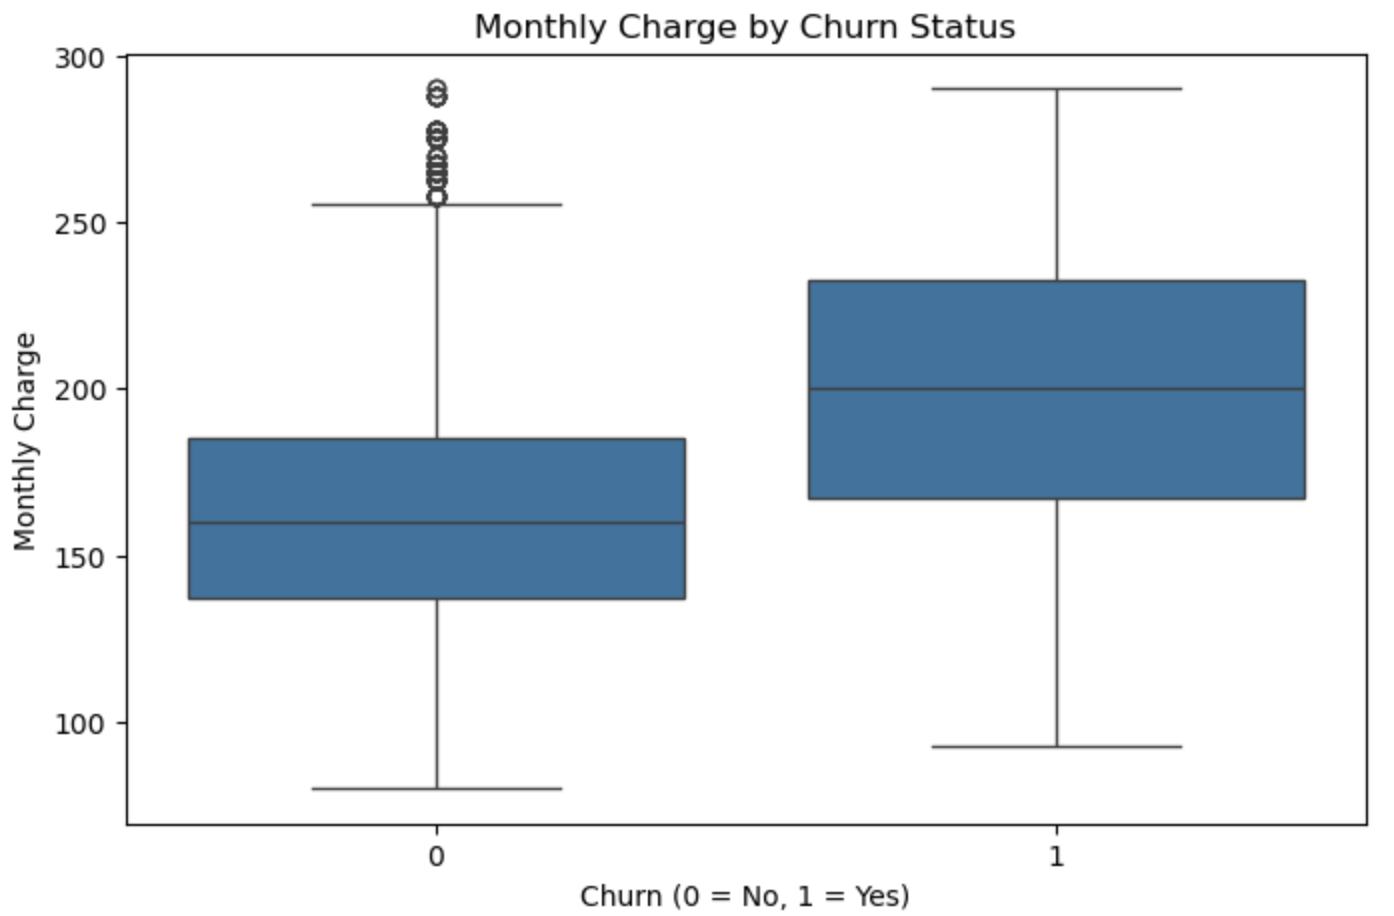 Monthly Charge by Churn Status
300
250
200
150
100
Monthly Charge
0
1
Churn (0 = No, 1 = Yes)